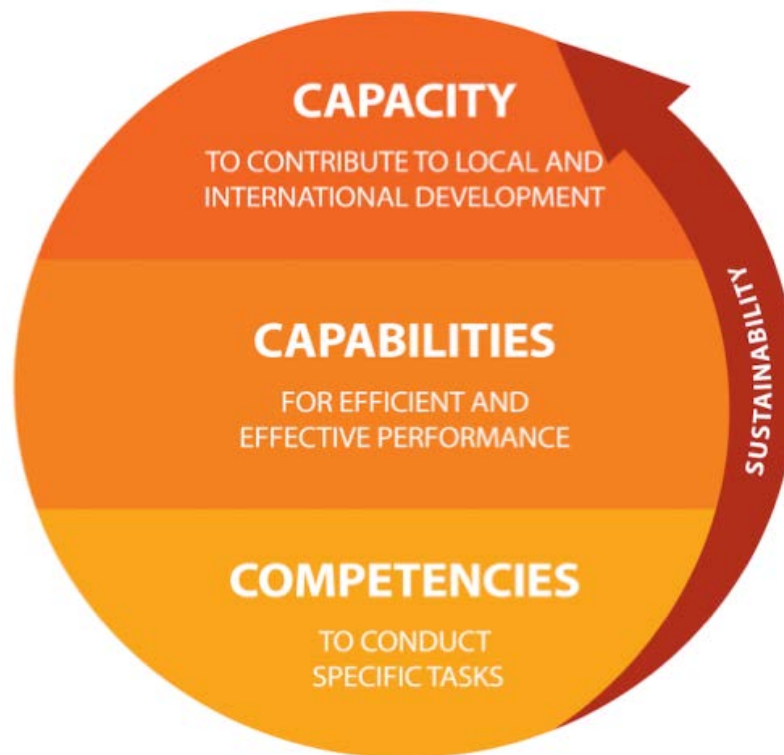 CAPACITY
TO CONTRIBUTE TO LOCAL AND
INTERNATIONAL DEVELOPMENT
CAPABILITIES
FOR EFFICIENT AND
EFFECTIVE PERFORMANCE
COMPETENCIES
TO CONDUCT
SPECIFIC TASKS
SUSTAINABILITY